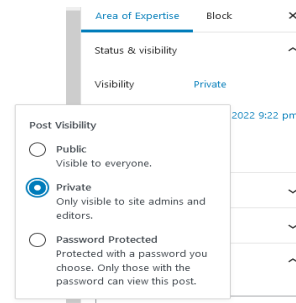 Area of Expertise Block
Status & visibility
Visibility Private
2022 9:22 pm
Post Visibility
Public
Visible to everyone.
Private
Only visible to site admins and
editors.
Password Protected
Protected with a password you
choose. Only those with the
password can view this post.